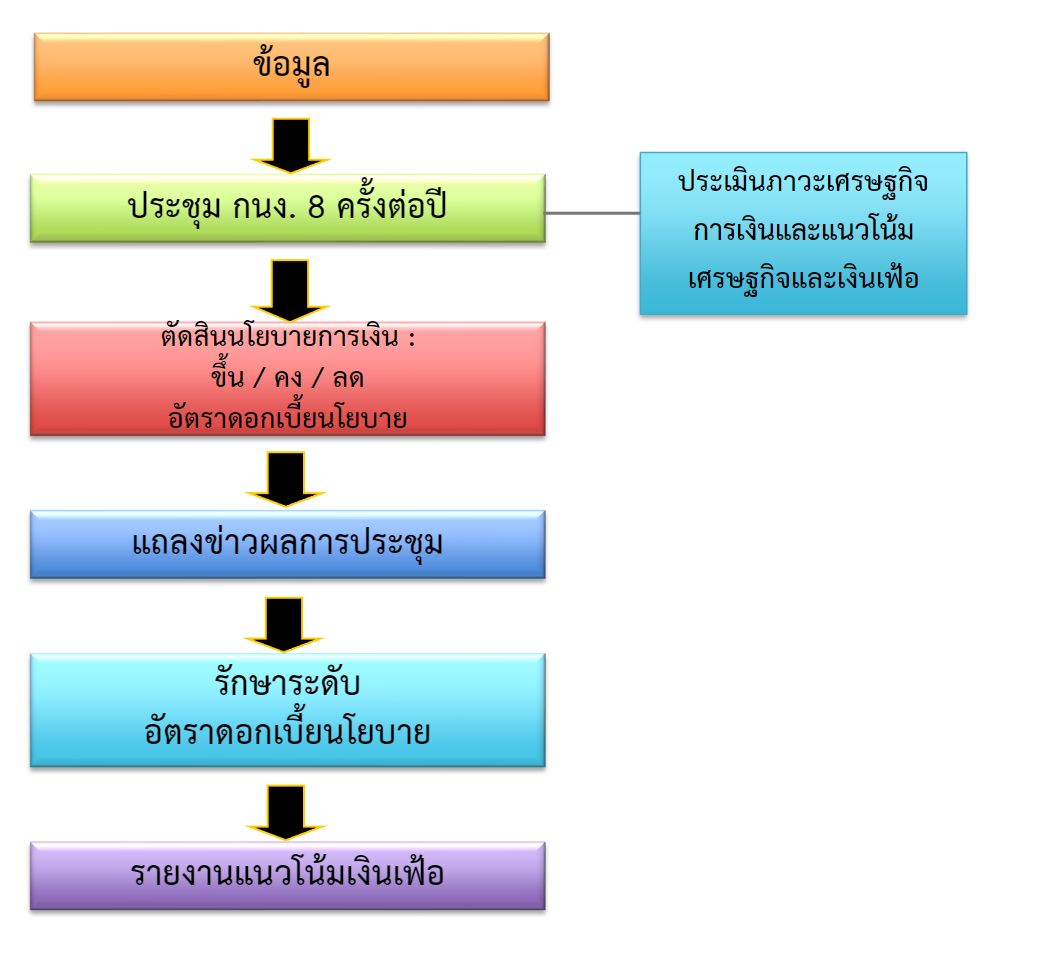 ข้อมูล
ประชุม กนง. 8 ครั้งต่อปี
ประเมินภาวะเศรษฐกิจ
การเงินและแนวโน้ม
เศรษฐกิจและเงินเฟ้อ
ตัดสินนโยบายการเงิน :
ขึ้น / คง / ลด
อัตราดอกเบี้ยนโยบาย
แถลงข่าวผลการประชุม
รักษาระดับ
อัตราดอกเบี้ยนโยบาย
รายงานแนวโน้มเงินเฟ้อ